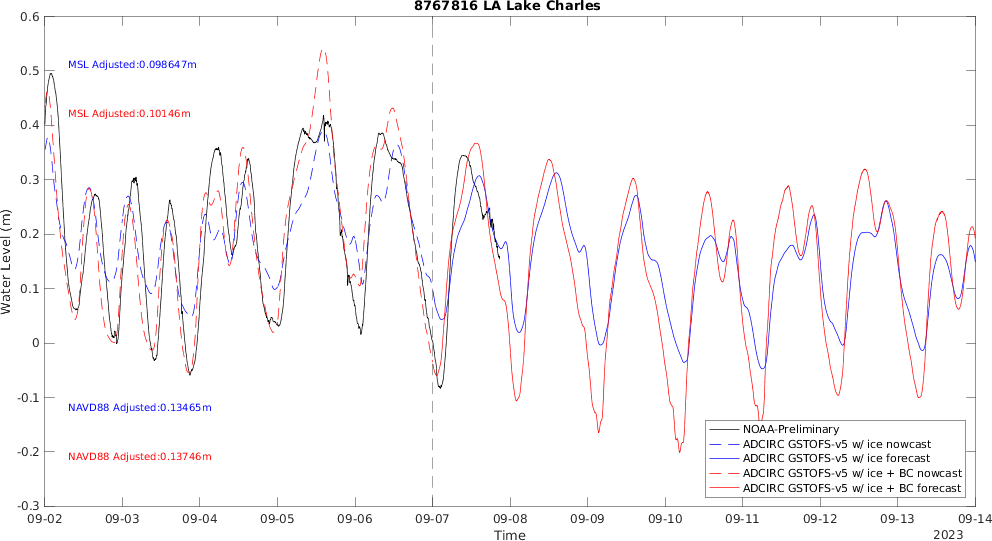 8767816 LA Lake Charles
Water Level (m)
0.6
0.5
0.4
0.3
0.2
0.1
0
-0.1
-0.2
-0.3
MSL Adjusted:0.098647m
MSL Adjusted:0.10146m
NAVD88 Adjusted:0.13465m
NAVD88 Adjusted:0.13746m
NOAA-Preliminary
ADCIRC GSTOFS-v5 w/ ice nowcast
ADCIRC GSTOFS-v5 w/ ice forecast
ADCIRC GSTOFS-v5 w/ ice + BC nowcast
ADCIRC GSTOFS-v5 w/ ice + BC forecast
09-02 09-03 09-04 09-05 09-06 09-07 09-08 09-09 09-10 09-11 09-12 09-13 09-14
Time
2023